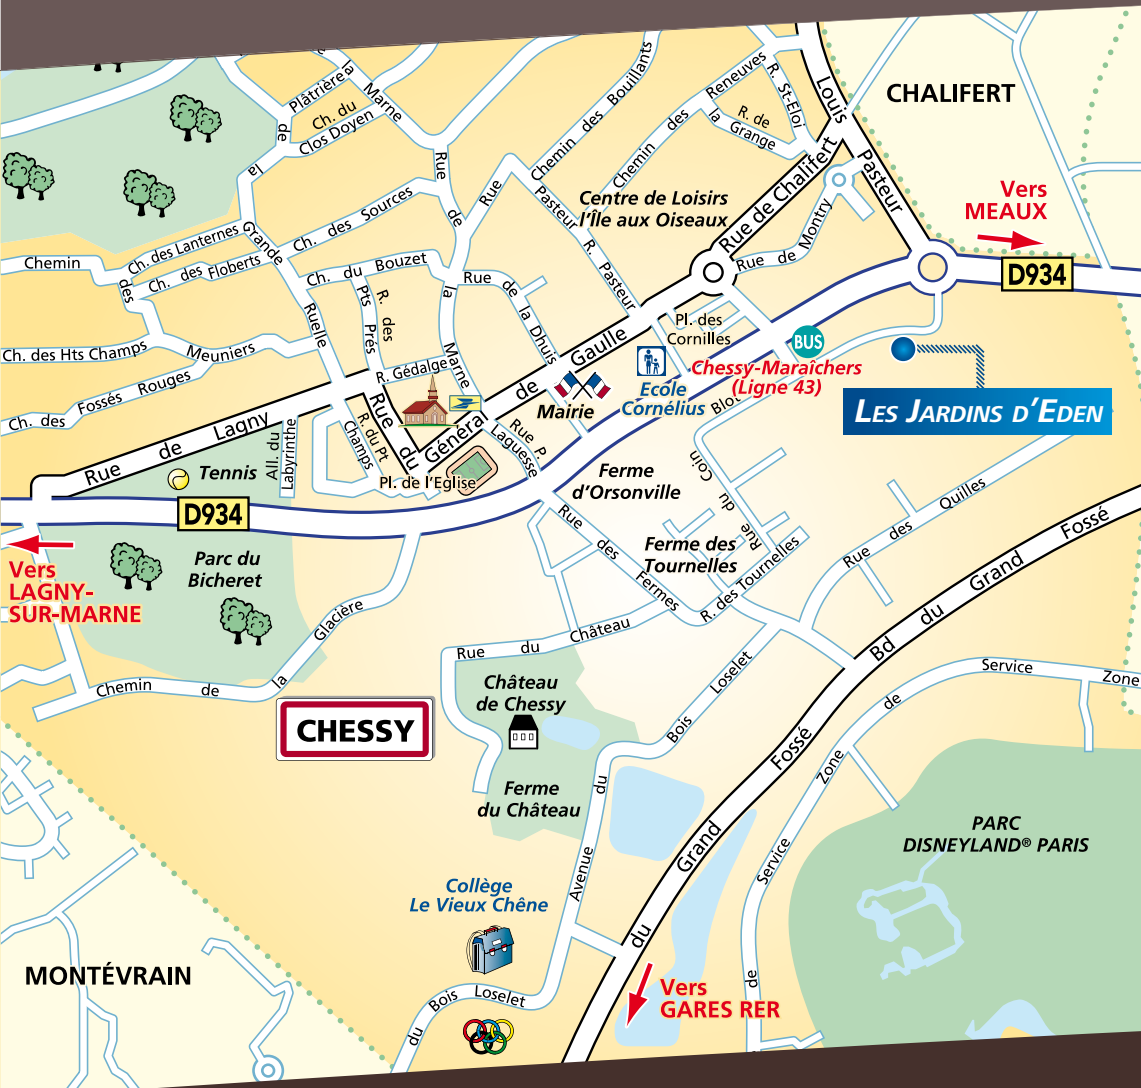 CHALIFERT
Vers
MEAUX
D934
Louis
Pasteur
Rue de Chalifert
R. St-Eloi
Chemin des Reneuves
R. de
la Grange
Chemin des Bouillants
Centre de Loisirs
l'Île aux Oiseaux
Rue de Montry
Plâtrière
la Marne
Ch. du
Clos Doyen
de
la
Grande
Ruelle
Rue
de
la
Marne
Rue
Pasteur
R. Pasteur
Ch. des Sources
Ch. des Lanternes
Ch. des Floberts
Chemin
des
Ch. du Bouzet
Pts
Prés
R. des
Rue de la Dhuis
Ch. des Hts Champs
Meuniers
Ch. des Fossés Rouges
R. Gédalge
Rue de Lagny
Rue du
Général
de
Gaulle
Pl. des
Cornilles
BUS
Chessy-Maraîchers
(Ligne 43)
Ecole
Cornélius
Mairie
LES JARDINS D'EDEN
Blot
Coin
du
Rue
Rue P.
Laguesse
R. du Pt
Champs
All. du
Labyrinthe
Tennis
Pl. de l'Eglise
D934
Ferme
d'Orsonville
Ferme des
Tournelles
Rue des Fermes
R. des Tournelles
Rue des Quilles
Vers
LAGNY-
SUR-MARNE
Parc du
Bicheret
Chemin de la Glacière
Rue du Château
Château
de Chessy
Ferme
du Château
CHESSY
Bd du Grand Fossé
Fossé
Grand
du
Service
Zone
de
Service
Zone
de
Loselet
Bois
du
Avenue
PARC
DISNEYLAND® PARIS
Collège
Le Vieux Chêne
du Bois Loselet
Vers
GARES RER
MONTÉVRAIN